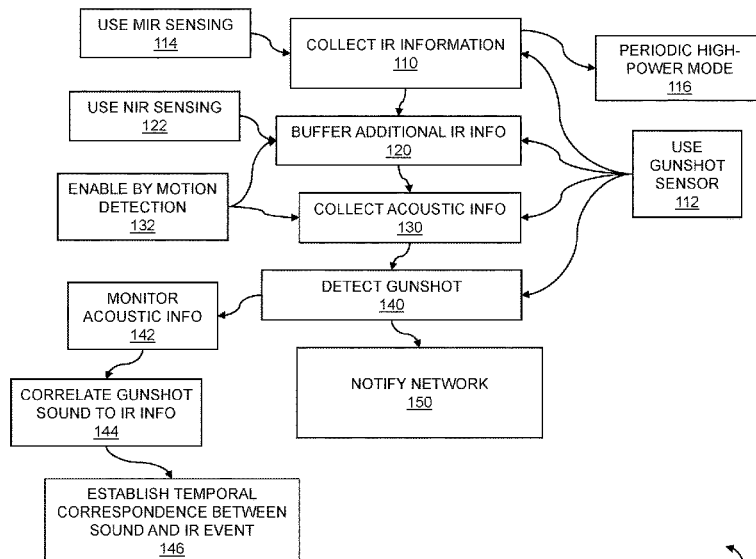 USE MIR SENSING
114
COLLECT IR INFORMATION
110
PERIODIC HIGH-
POWER MODE
116
USE NIR SENSING
122
BUFFER ADDITIONAL IR INFO
120
USE
GUNSHOT
SENSOR
112
ENABLE BY MOTION
DETECTION
132
COLLECT ACOUSTIC INFO
130
DETECT GUNSHOT
140
MONITOR
ACOUSTIC INFO
142
NOTIFY NETWORK
150
CORRELATE GUNSHOT
SOUND TO IR INFO
144
ESTABLISH TEMPORAL
CORRESPONDENCE BETWEEN
SOUND AND IR EVENT
146